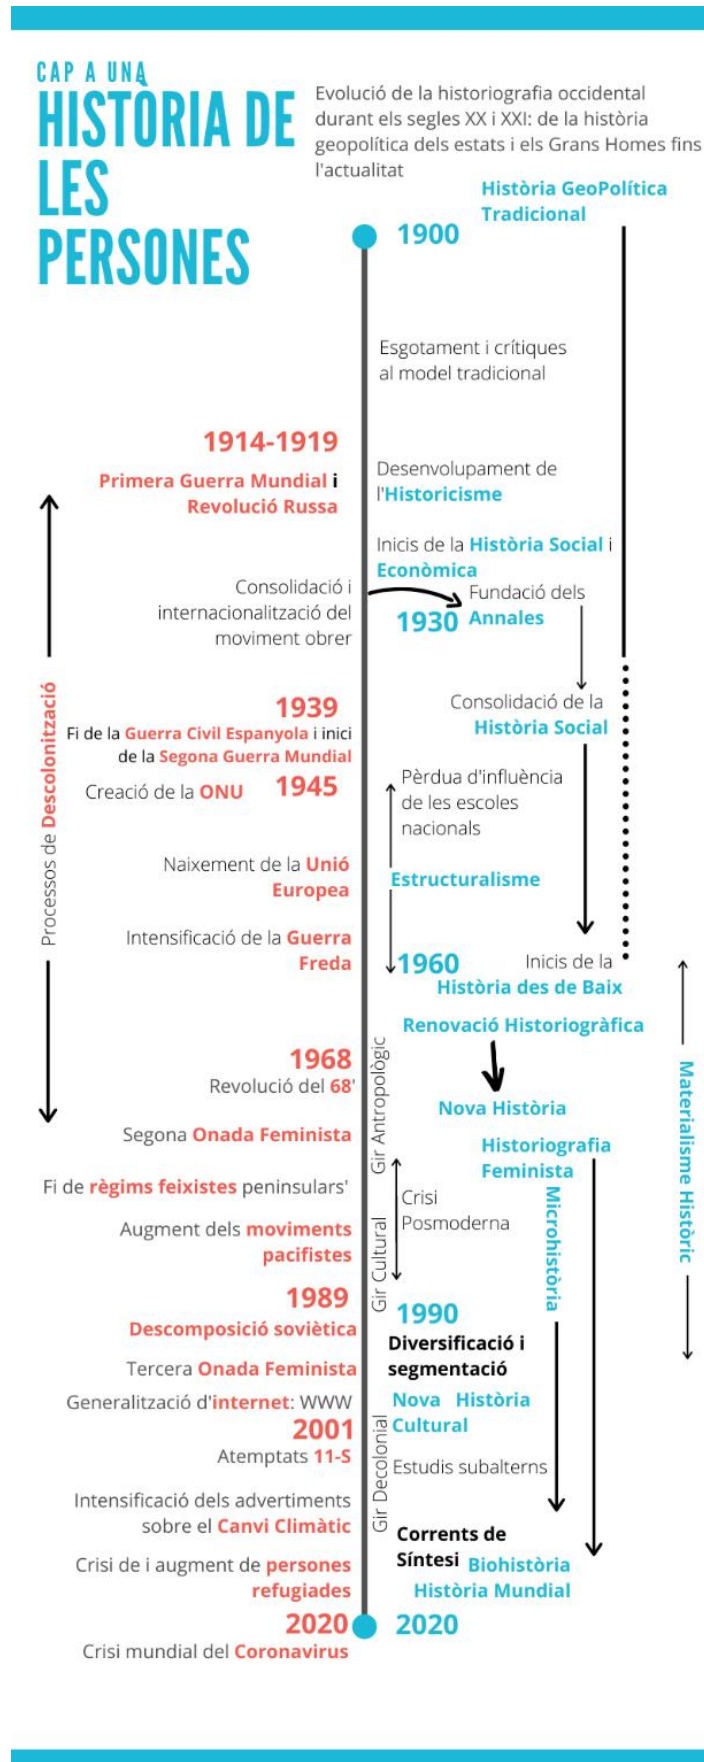 CAP A UNA
HISTÒRIA DE
LES
PERSONES
Evolució de la historiografia occidental
durant els segles XX i XXI: de la història
geopolítica dels estats i els Grans Homes fins
l'actualitat
Història GeoPolítica
Tradicional
1900
Esgotament i crítiques
al model tradicional
1914-1919
Primera Guerra Mundial i
Revolució Russa
Desenvolupament de
l'Historicisme
Inicis de la Història Social i
Econòmica
Consolidació i
internacionalització del
moviment obrer
Fundació dels
1930 Annales
Processos de Descolonització
Consolidació de la
Història Social
1939
Fi de la Guerra Civil Espanyola i inici
de la Segona Guerra Mundial
Creació de la ONU 1945
Pèrdua d'influència
de les escoles
nacionals
Naixement de la Unió
Europea
Estructuralisme
Intensificació de la Guerra
Freda
1960 Inicis de la
Història des de Baix
Renovació Historiogràfica
1968
Revolució del 68'
Gir Antropològic
Nova Història
Materialisme Històric
Segona Onada Feminista
Historiografia
Feminista
Fi de règims feixistes peninsulars'
Crisi
Posmoderna
Microhistòria
Augment dels moviments
pacifistes
Gir Cultural
1989
Descomposició soviètica
1990
Diversificació i
segmentació
Tercera Onada Feminista
Generalització d'internet: WWW
Nova Història
Cultural
2001
Atemptats 11-S
Gir Decolonial
Estudis subalterns
Intensificació dels advertiments
sobre el Canvi Climàtic
Corrents de
Síntesi Biohistòria
Història Mundial
Crisi de i augment de persones
refugiades
2020
2020
Crisi mundial del Coronavirus